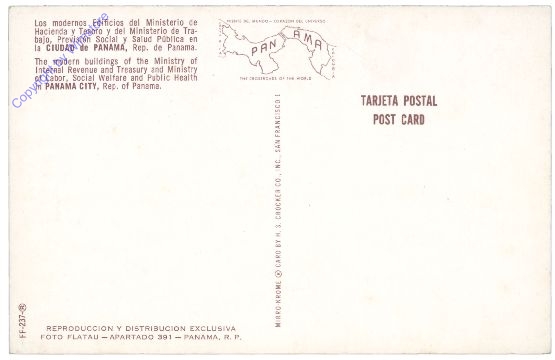 Los modernos Edificios del Ministerio de
Hacienda y Tesoro y del Ministerio de Tra-
bajo, Previsión Social y Salud Pública en
la CIUDAD de PANAMA, Rep. de Panama.
The modern buildings of the Ministry of
Internal Revenue and Treasury and Ministry
of Labor, Social Welfare and Public Health
in PANAMA CITY, Rep. of Panama.
PUENTE DEL MUNDO - CORAZON DEL UNIVERSO
PAN AMA
THE CROSSROADS OF THE WORLD
TARJETA POSTAL
POST CARD
MIRRO-KROME ® CARD BY H. S. CROCKER CO., INC., SAN FRANCISCO 1
FF-237-®
REPRODUCCION Y DISTRIBUCION EXCLUSIVA
FOTO FLATAU — APARTADO 391 — PANAMA, R. P.